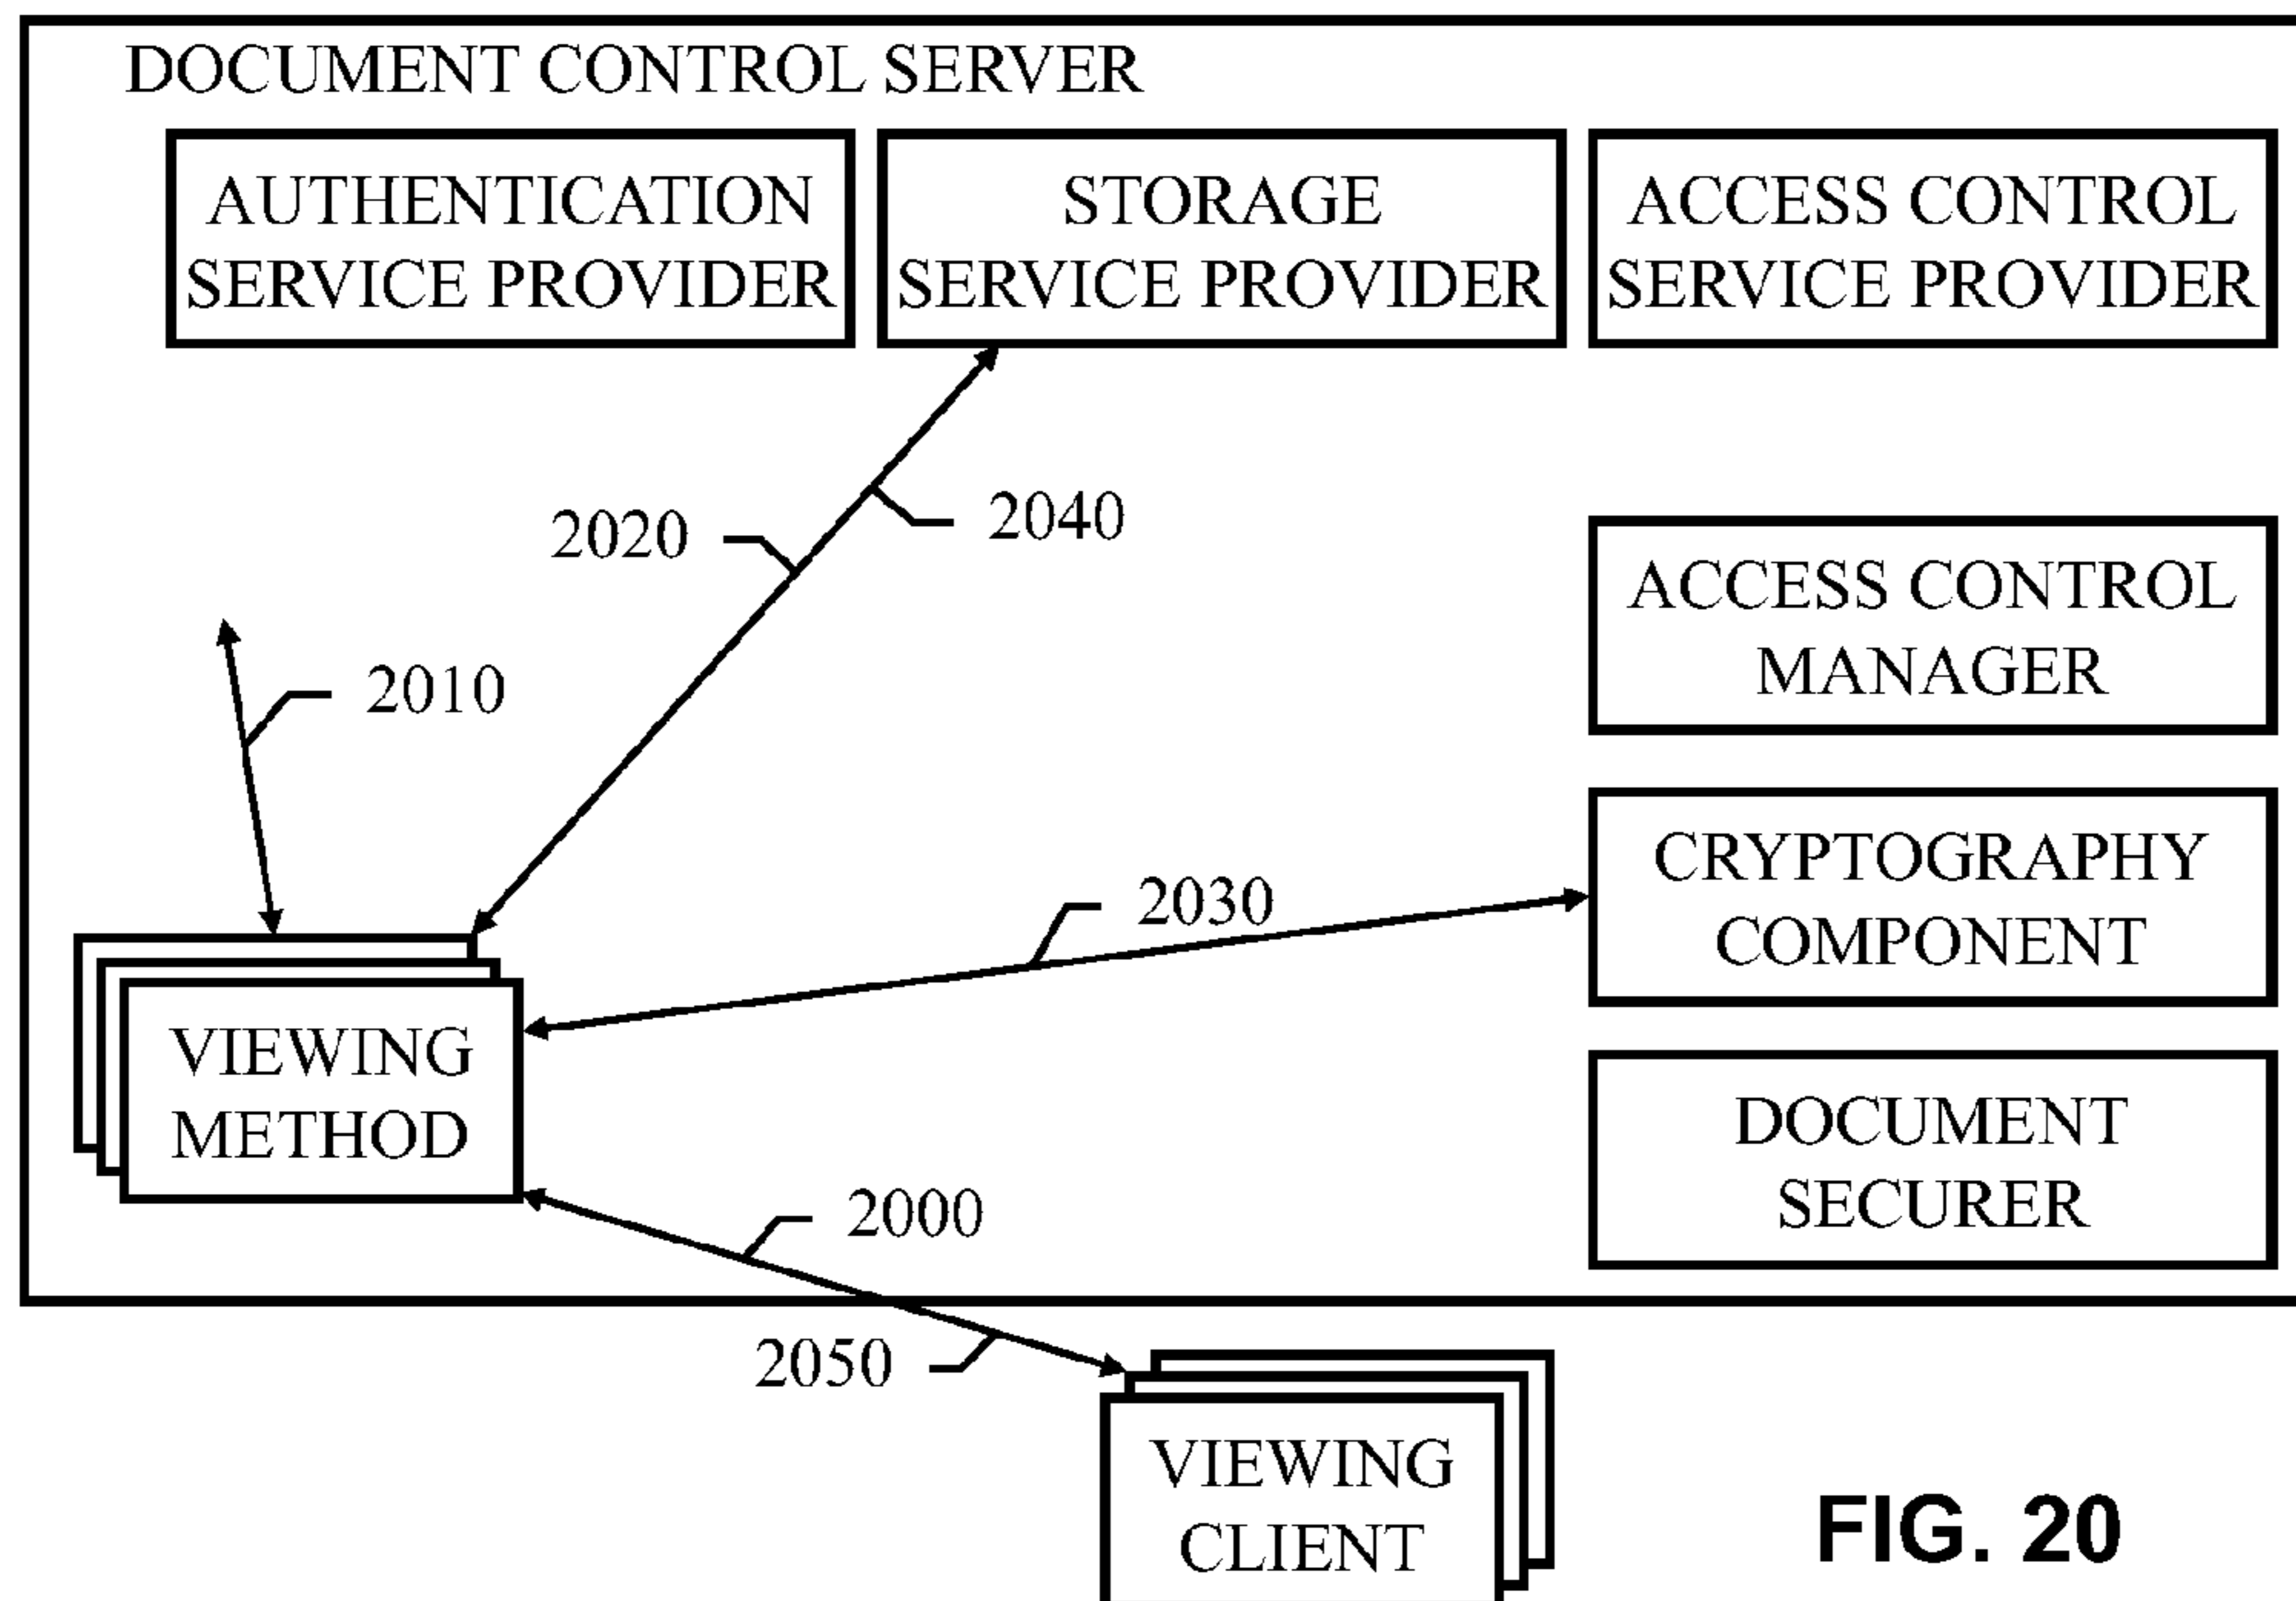 DOCUMENT CONTROL SERVER
AUTHENTICATION
SERVICE PROVIDER
STORAGE
SERVICE PROVIDER
ACCESS CONTROL
SERVICE PROVIDER
2020
2040
2010
ACCESS CONTROL
MANAGER
2030
CRYPTOGRAPHY
COMPONENT
VIEWING
METHOD
DOCUMENT
SECURER
2000
2050
VIEWING
CLIENT
FIG. 20